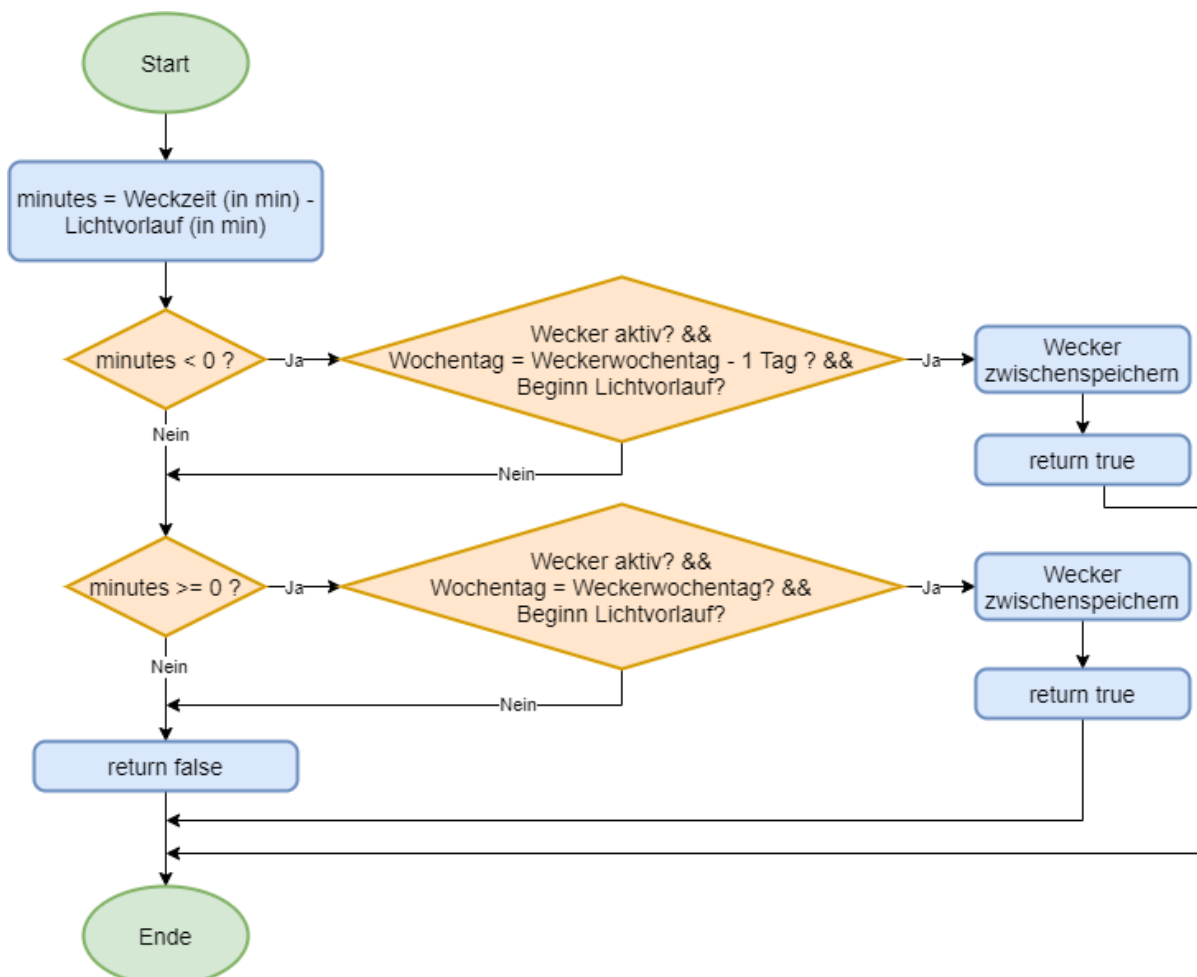 Start
minutes = Weckzeit (in min) -
Lichtvorlauf (in min)
minutes < 0 ?
Ja
Wecker aktiv? &&
Wochentag = Weckerwochentag - 1 Tag ? &&
Beginn Lichtvorlauf?
Ja
Wecker
zwischenspeichern
Nein
return true
Nein
minutes >= 0 ?
Ja
Wecker aktiv? &&
Wochentag = Weckerwochentag? &&
Beginn Lichtvorlauf?
Ja
Wecker
zwischenspeichern
Nein
return true
Nein
return false
Ende